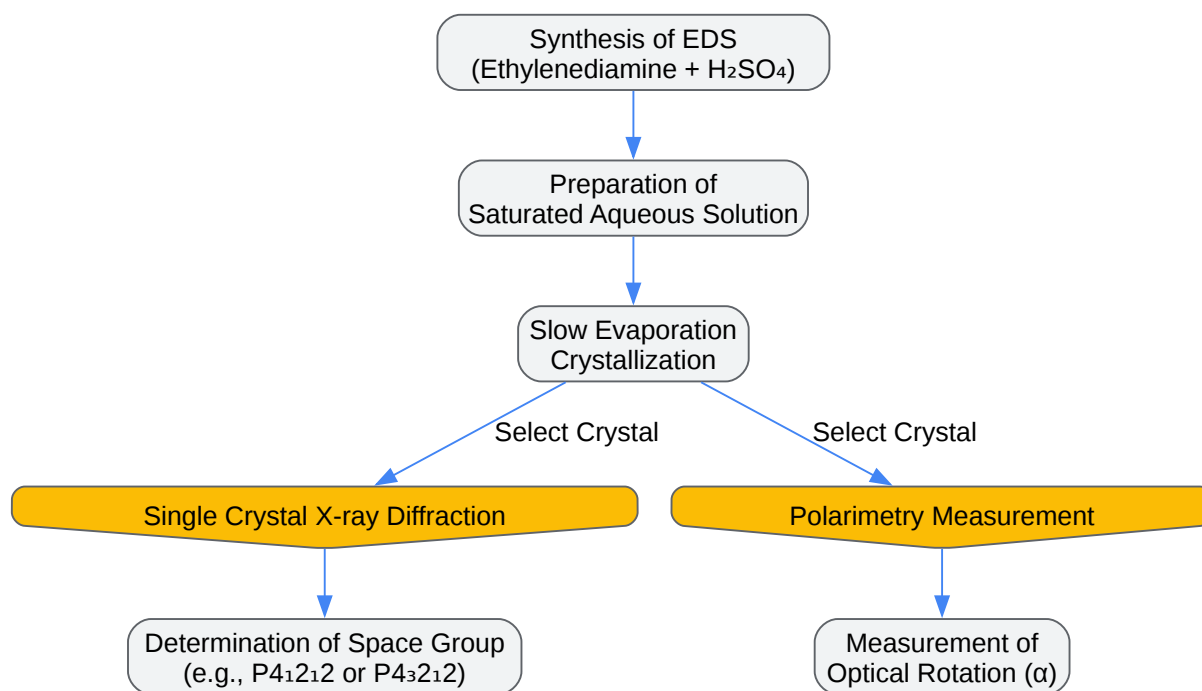 Synthesis of EDS
(Ethylenediamine + H₂SO₄)
Preparation of
Saturated Aqueous Solution
Slow Evaporation
Crystallization
Select Crystal
Select Crystal
Single Crystal X-ray Diffraction
Polarimetry Measurement
Determination of Space Group
(e.g., P4₁2₁2 or P4₃2₁2)
Measurement of
Optical Rotation (α)